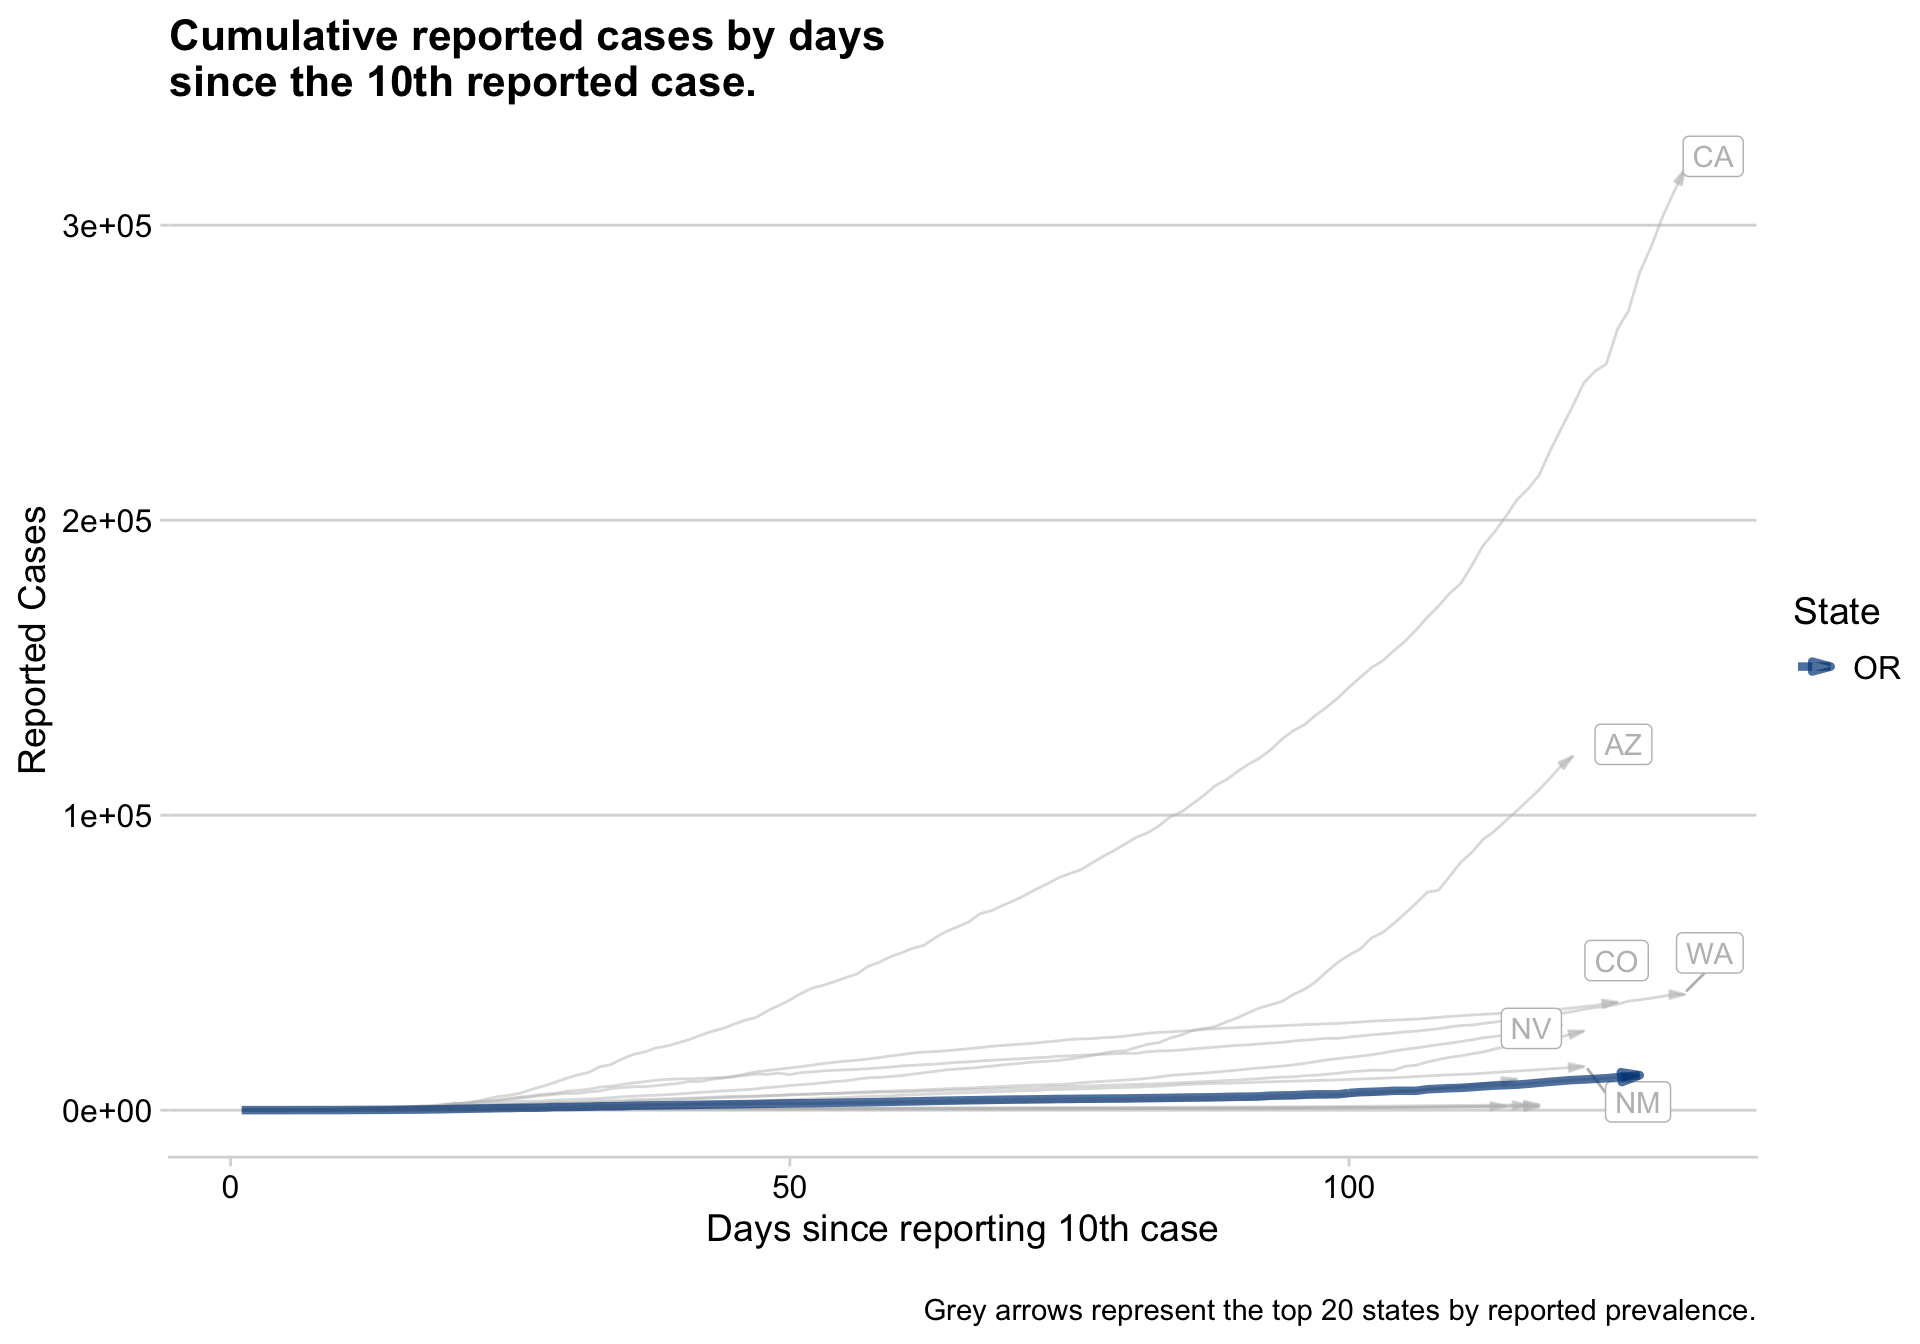 Cumulative reported cases by days
since the 10th reported case.
CA
3e+05
2e+05
Reported Cases
State
OR
AZ
1e+05
WA
CO
NV
NM
0e+00
0
50
100
Days since reporting 10th case
Grey arrows represent the top 20 states by reported prevalence.